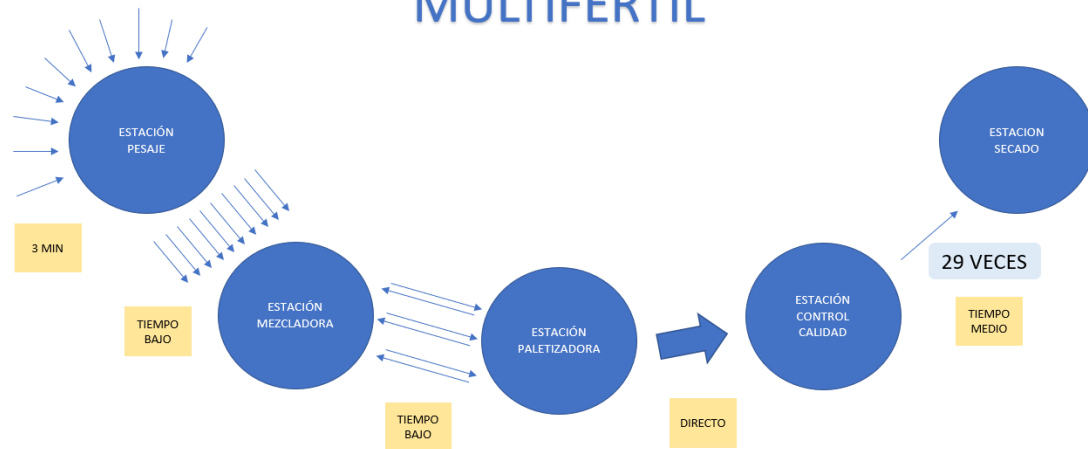 MULTIFERTIL
ESTACIÓN
PESAJE
ESTACION
SECADO
3 MIN
29 VECES
ESTACIÓN
MEZCLADORA
ESTACIÓN
CONTROL
CALIDAD
TIEMPO
BAJO
ESTACIÓN
PALETIZADORA
TIEMPO
MEDIO
TIEMPO
BAJO
DIRECTO